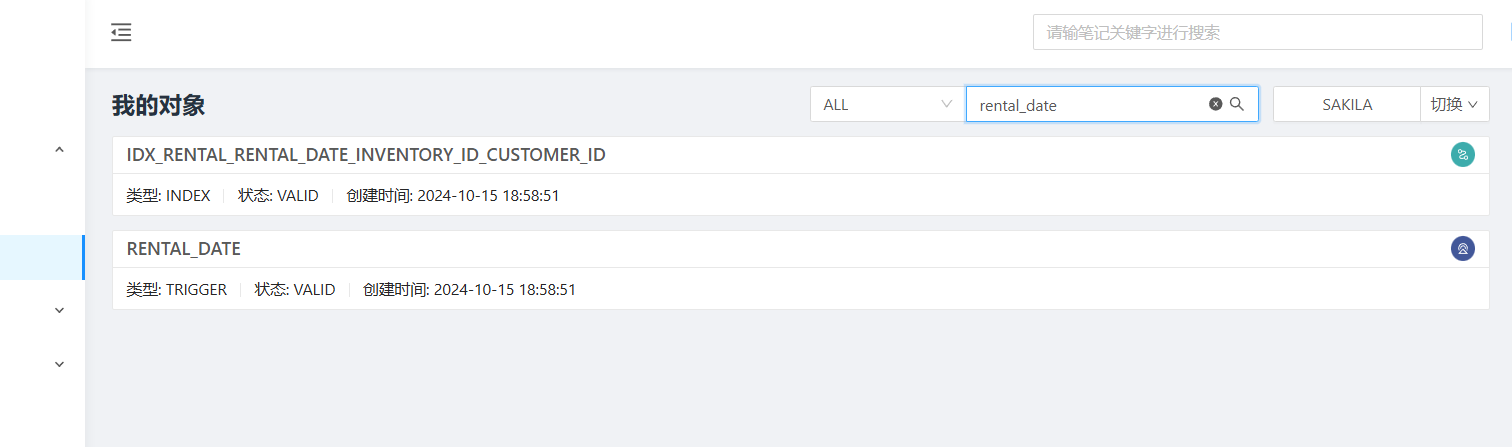 请输笔记关键字进行搜索
我的对象 ALL rental_date SAKILA 切换
IDX_RENTAL_RENTAL_DATE_INVENTORY_ID_CUSTOMER_ID
类型: INDEX 状态: VALID 创建时间: 2024-10-15 18:58:51
RENTAL_DATE
类型: TRIGGER 状态: VALID 创建时间: 2024-10-15 18:58:51